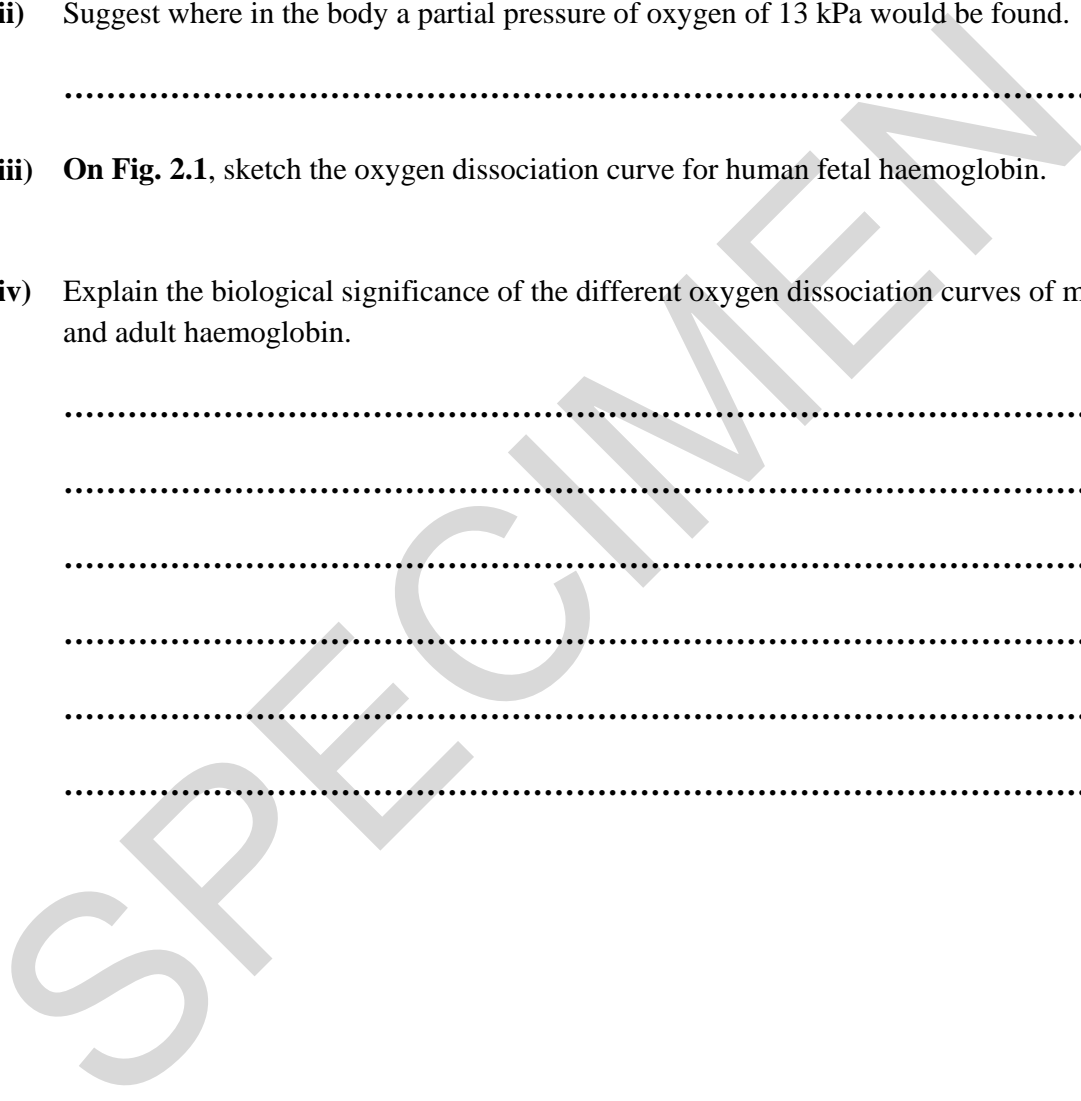 ii) Suggest where in the body a partial pressure of oxygen of 13 kPa would be found.
iii) On Fig. 2.1, sketch the oxygen dissociation curve for human fetal haemoglobin.
iv) Explain the biological significance of the different oxygen dissociation curves of m
and adult haemoglobin.
SPECIMEN